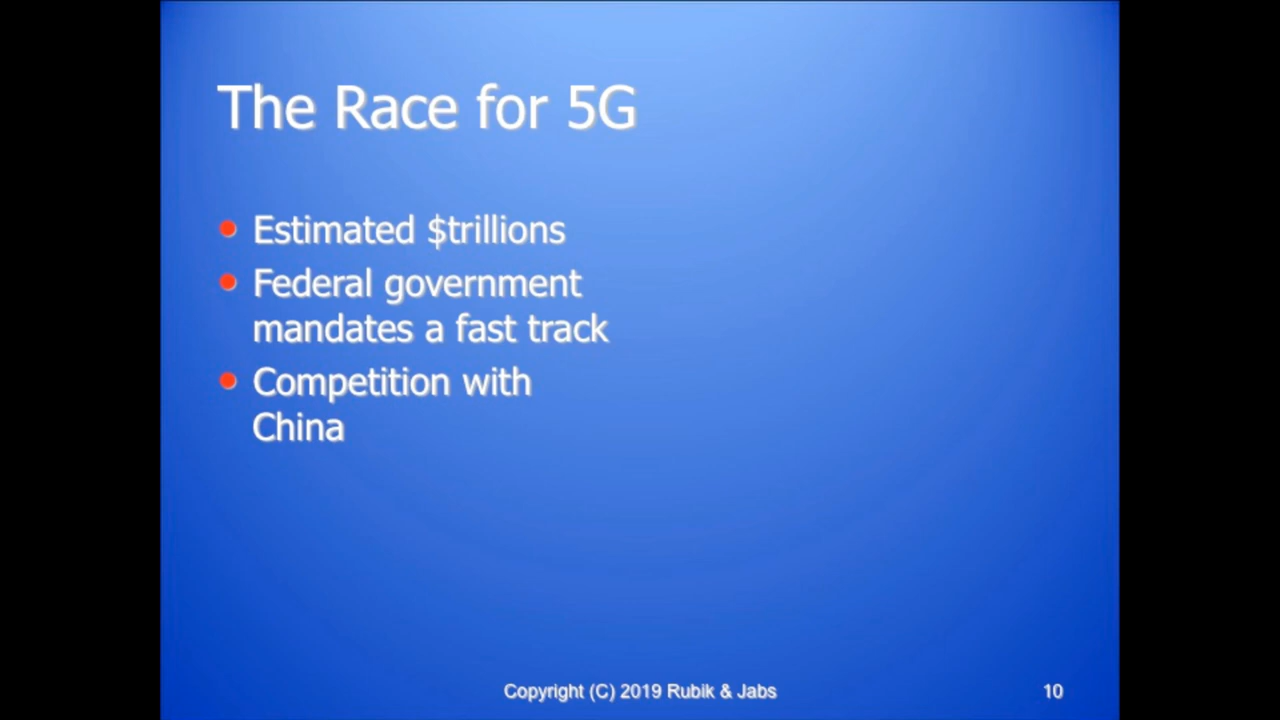 The Race for 5G
Estimated $trillions
Federal government
mandates a fast track
Competition with
China
Copyright (C) 2019 Rubik & Jabs
10